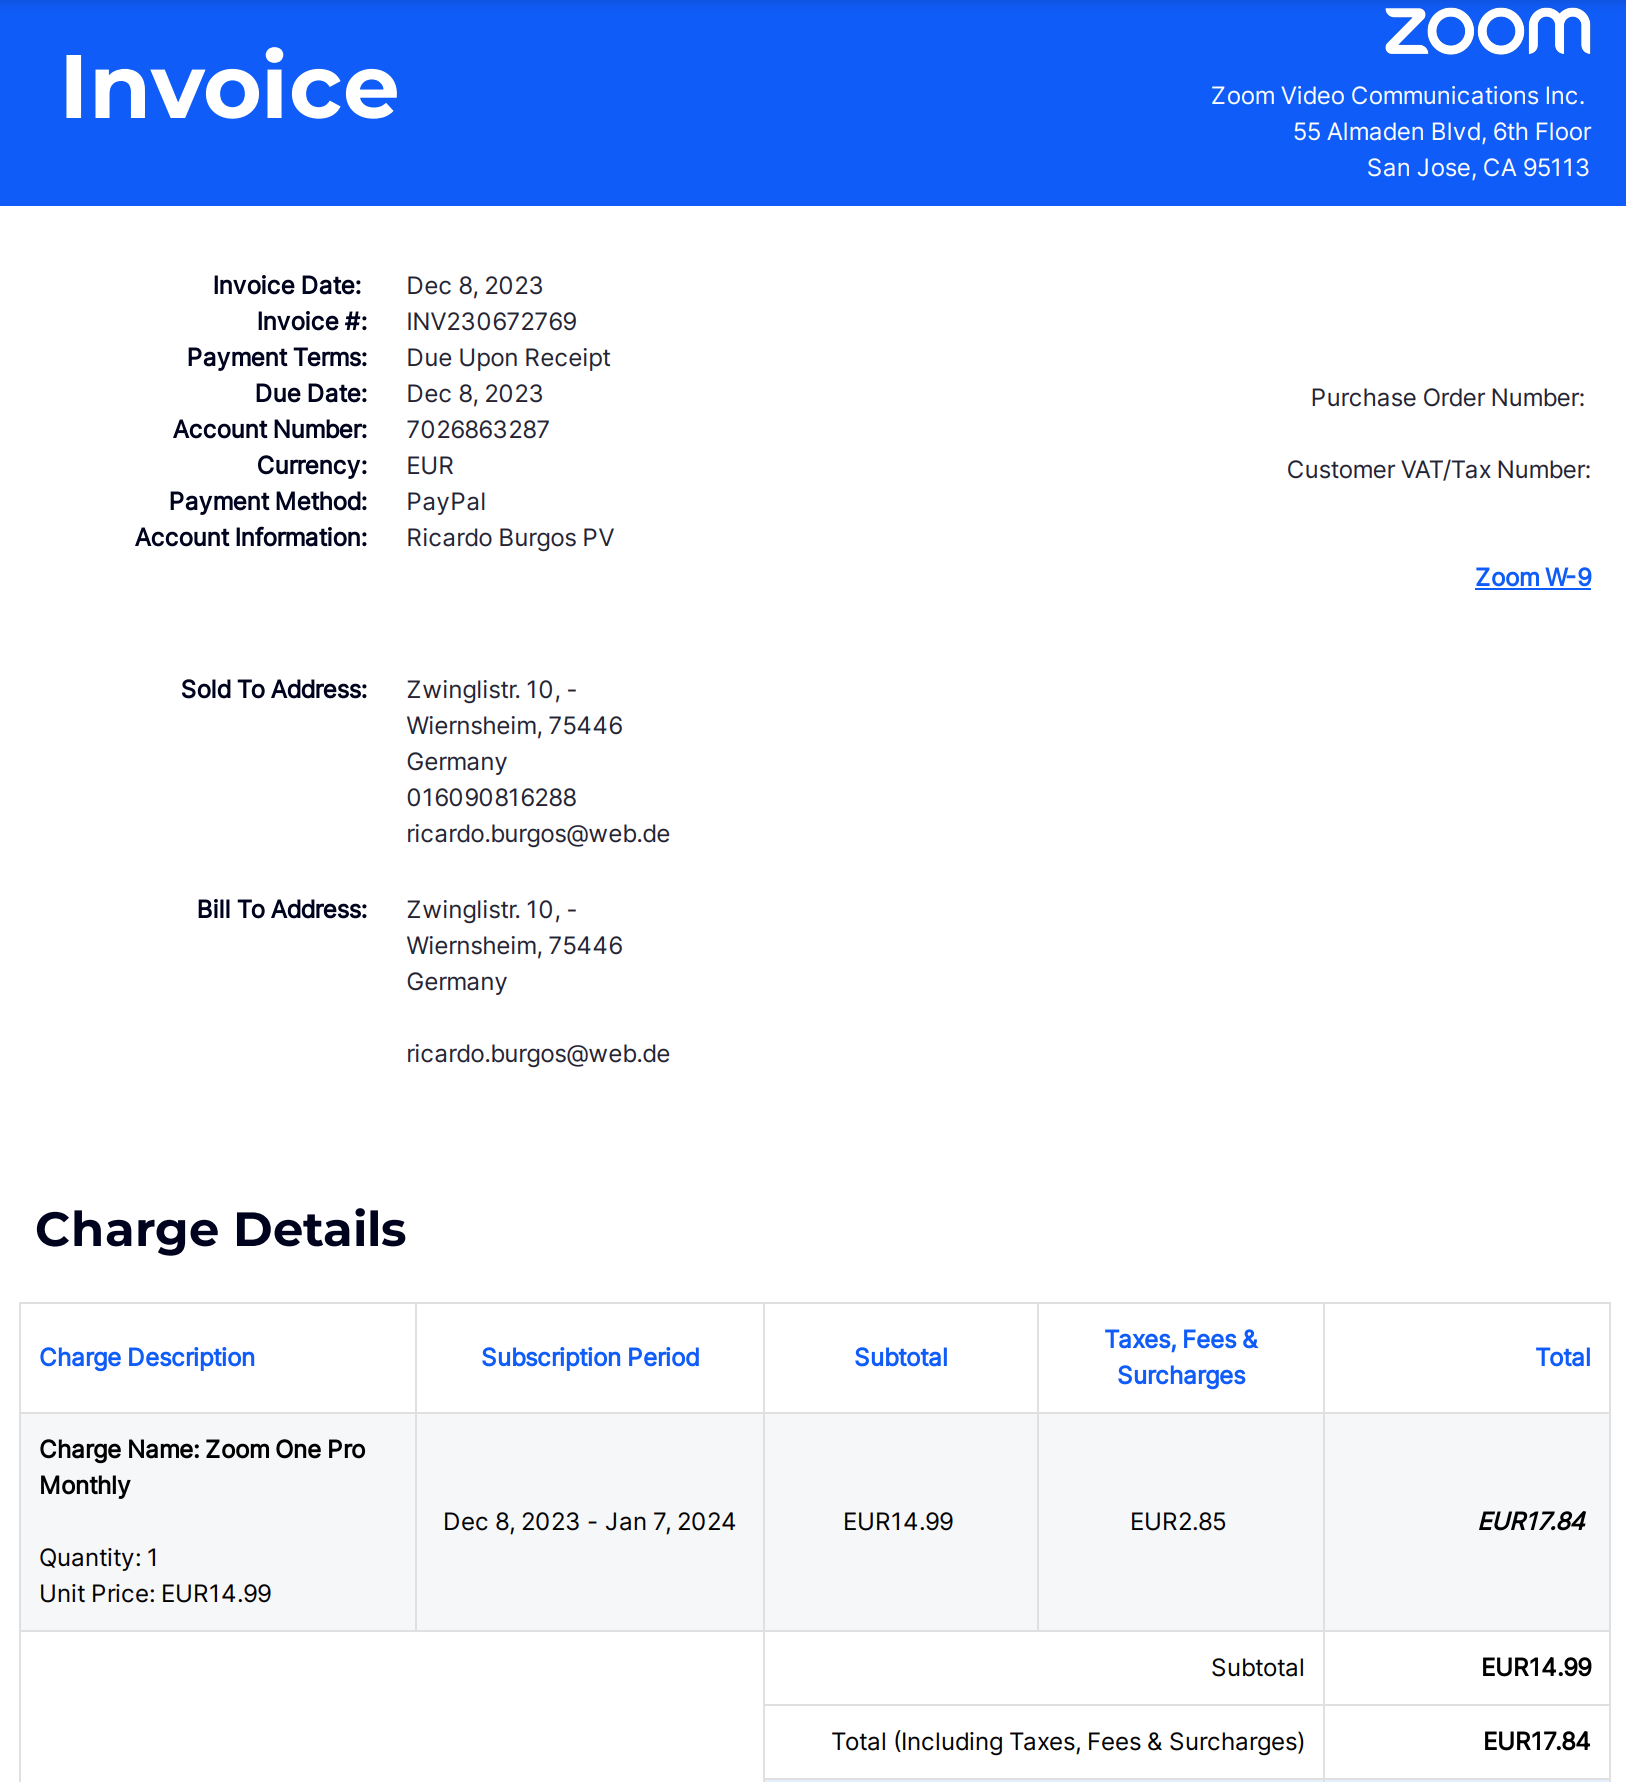 Invoice
zoom
Zoom Video Communications Inc.
55 Almaden Blvd, 6th Floor
San Jose, CA 95113
Invoice Date: Dec 8, 2023
Invoice #: INV230672769
Payment Terms: Due Upon Receipt
Due Date: Dec 8, 2023
Account Number: 7026863287
Currency: EUR
Payment Method: PayPal
Account Information: Ricardo Burgos PV
Purchase Order Number:
Customer VAT/Tax Number:
Zoom W-9
Sold To Address: Zwinglistr. 10, -
Wiernsheim, 75446
Germany
016090816288
ricardo.burgos@web.de
Bill To Address: Zwinglistr. 10, -
Wiernsheim, 75446
Germany
ricardo.burgos@web.de
Charge Details
Charge Description
Subscription Period
Subtotal
Taxes, Fees &
Surcharges
Total
Charge Name: Zoom One Pro
Monthly
Quantity: 1
Unit Price: EUR14.99
Dec 8, 2023 - Jan 7, 2024
EUR14.99
EUR2.85
EUR17.84
Subtotal EUR14.99
Total (Including Taxes, Fees & Surcharges) EUR17.84